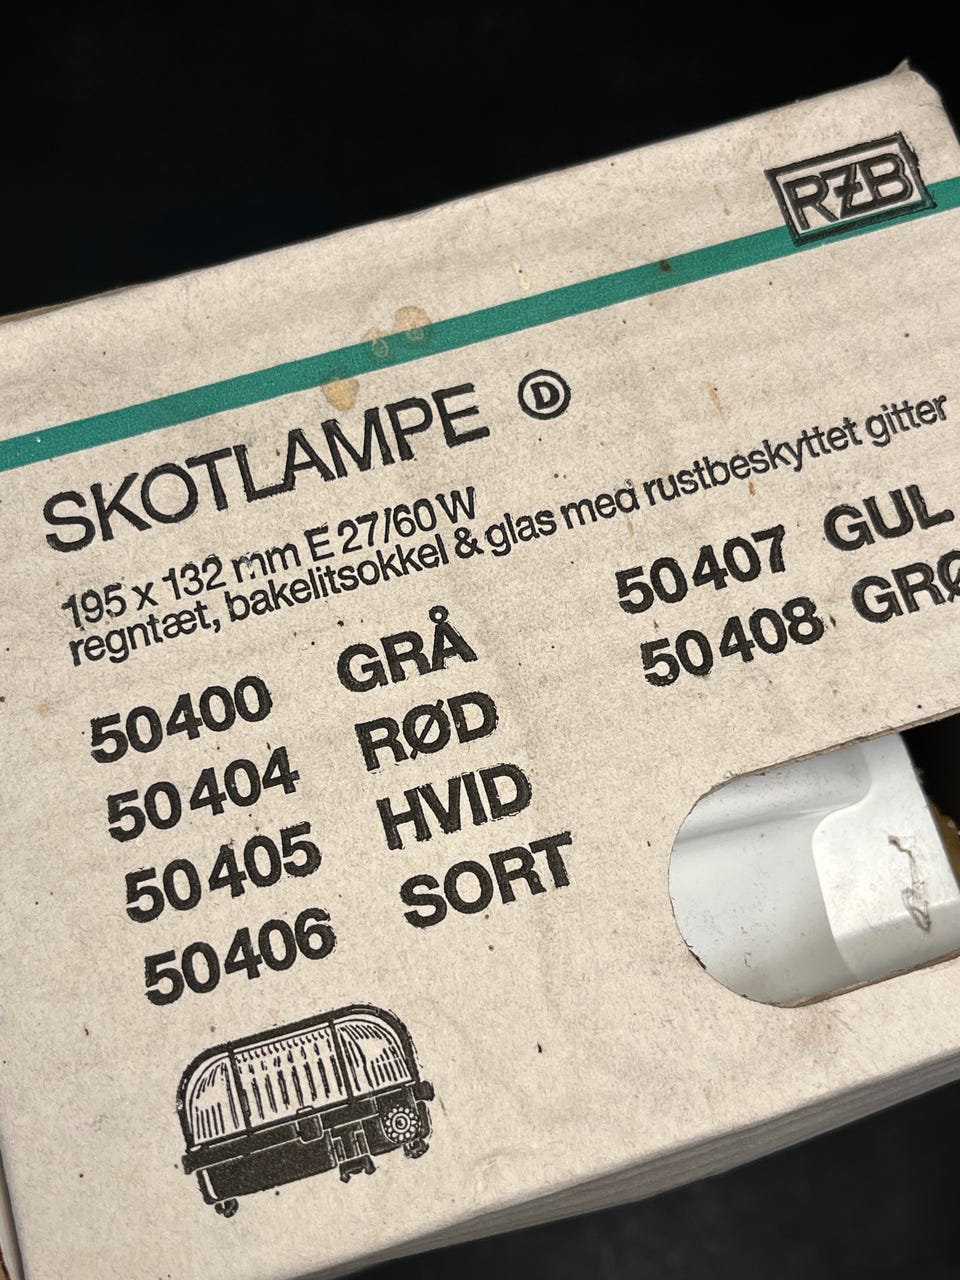 RZB
SKOTLAMPE D
195 x 132 mm E 27/60 W
regntæt, bakelitsokkel & glas med rustbeskyttet gitter
50400 GRÅ
50404 RØD
50405 HVID
50406 SORT
50407 GUL
50408 GRØ